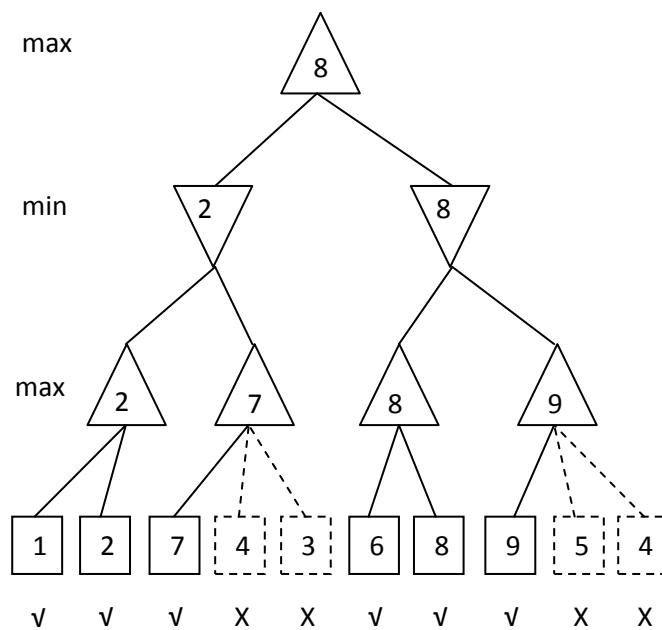 max
8
min
2 8
max
2 7 8 9
1 2 7 4 3 6 8 9 5 4
√ √ √ X X √ √ √ X X